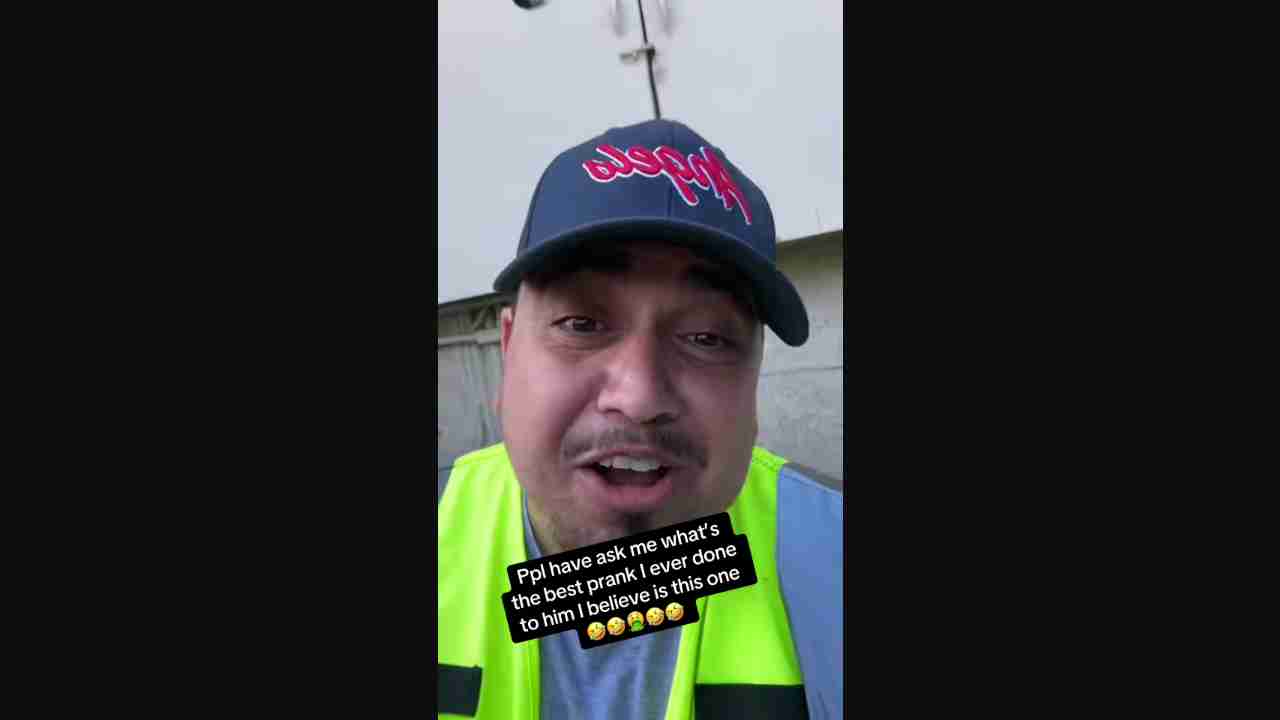 Angels
Ppl have ask me what's
the best prank I ever done
to him I believe is this one
🤣🤣🤮🤣🤣